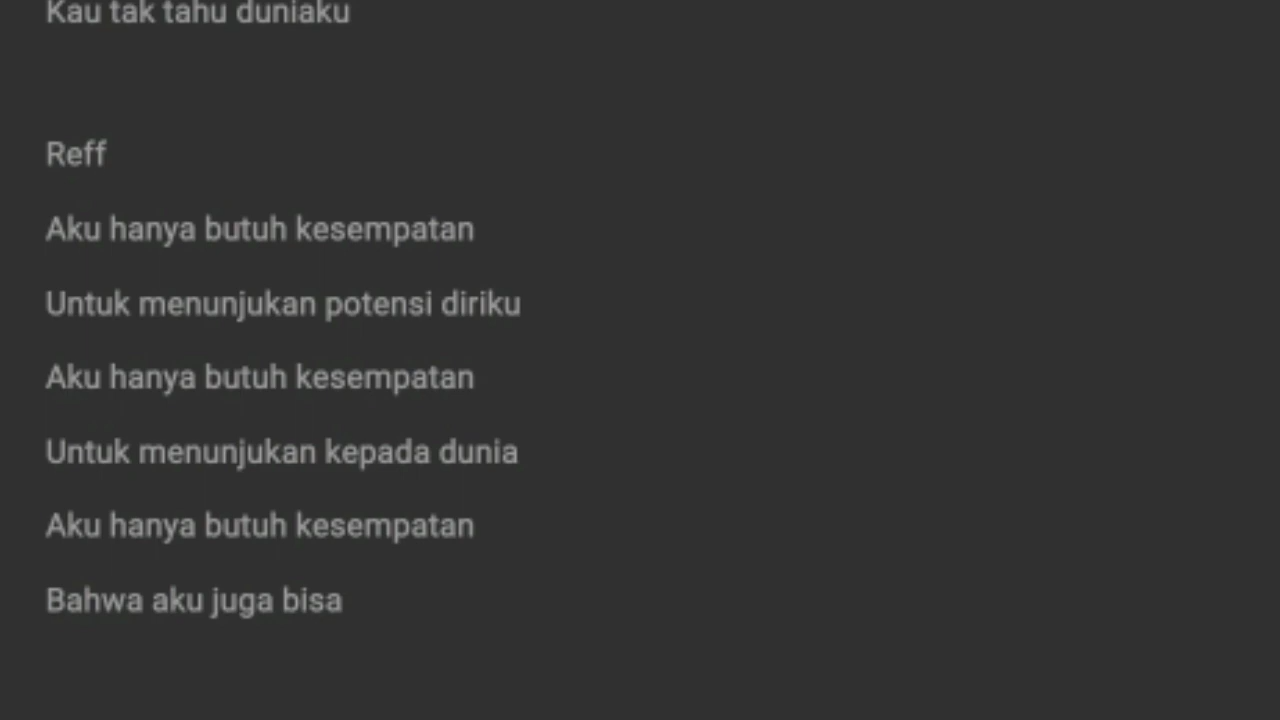 Kau tak tahu duniaku
Reff
Aku hanya butuh kesempatan
Untuk menunjukan potensi diriku
Aku hanya butuh kesempatan
Untuk menunjukan kepada dunia
Aku hanya butuh kesempatan
Bahwa aku juga bisa